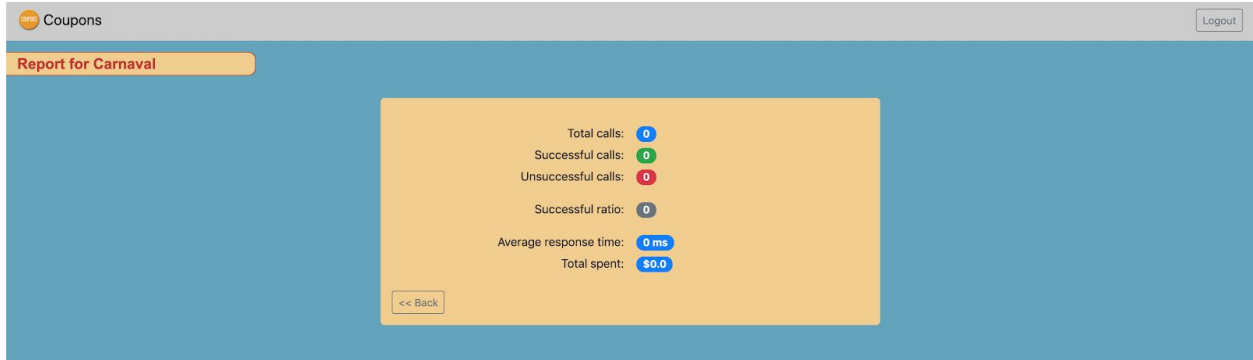 Coupons
Logout
Report for Carnaval
Total calls: 0
Successful calls: 0
Unsuccessful calls: 0
Successful ratio: 0
Average response time: 0 ms
Total spent: $0.0
<< Back